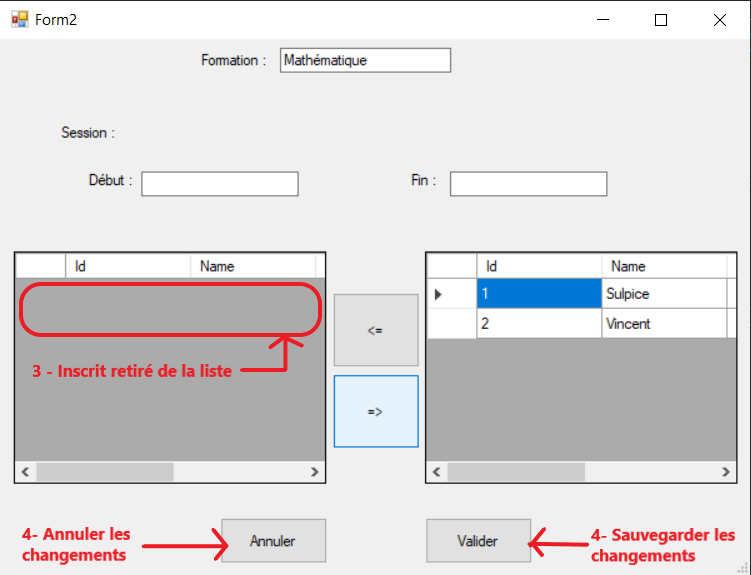 Form2
Formation : Mathématique
Session :
Début : Fin :
Id Name Id Name
1 Sulpice
2 Vincent
<=
3 - Inscrit retiré de la liste
=>
4- Annuler les changements
Annuler
Valider
4- Sauvegarder les changements